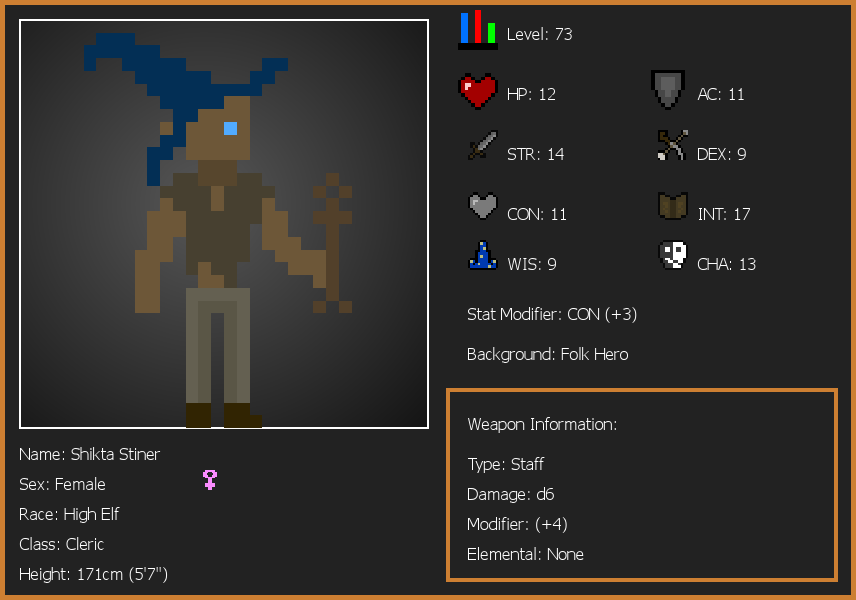 Level: 73
HP: 12
AC: 11
STR: 14
DEX: 9
CON: 11
INT: 17
WIS: 9
CHA: 13
Stat Modifier: CON (+3)
Background: Folk Hero
Weapon Information:
Type: Staff
Damage: d6
Modifier: (+4)
Elemental: None
Name: Shikta Stiner
Sex: Female
Race: High Elf
Class: Cleric
Height: 171cm (5'7")